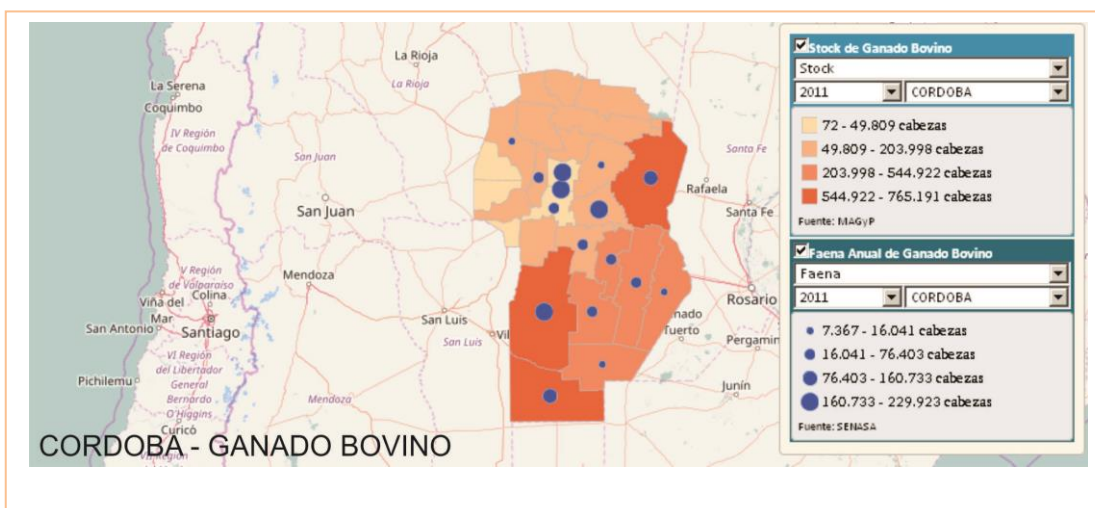 La Rioja
La Rioja
La Serena
Coquimbo
IV Región
de Coquimbo
San Juan
San Juan
Santa Fe
Rafaela
Santa Fe
V Región
de Valparaíso
Mendoza
Viña del
Mar
Colina
San Antonio
Santiago
San Luis
San Luis
Rosario
Tuerto
Pergamin
VI Región
del Libertador
General
Bernardo
O'Higgins
Pichilemu
Mendoza
Junín
Curicó
CORDOBA - GANADO BOVINO
Stock de Ganado Bovino
Stock
2011 CORDOBA
72 - 49.809 cabezas
49.809 - 203.998 cabezas
203.998 - 544.922 cabezas
544.922 - 765.191 cabezas
Fuente: MAGyP
Faena Anual de Ganado Bovino
Faena
2011 CORDOBA
7.367 - 16.041 cabezas
16.041 - 76.403 cabezas
76.403 - 160.733 cabezas
160.733 - 229.923 cabezas
Fuente: SENASA